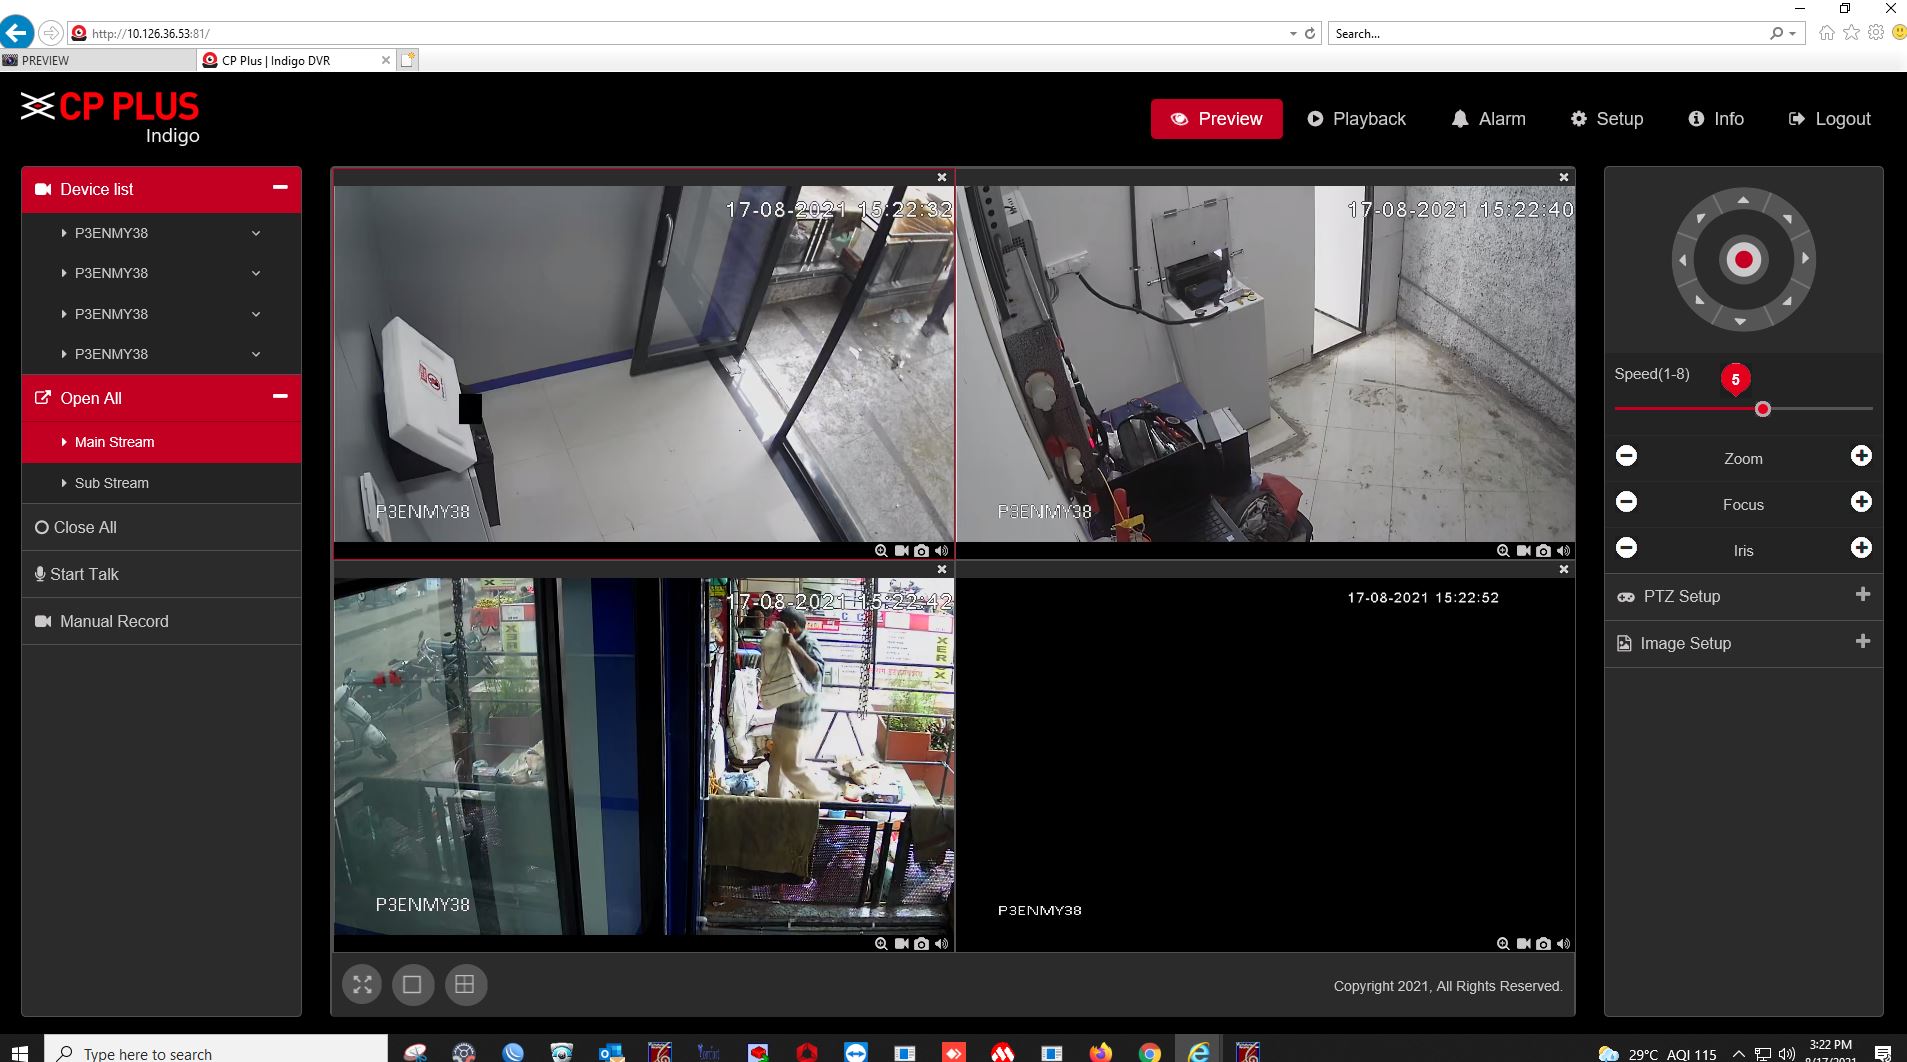 http://10.126.36.53:81/
Search...
PREVIEW
CP Plus | Indigo DVR
CP PLUS
Indigo
Preview
Playback
Alarm
Setup
Info
Logout
Device list
P3ENMY38
P3ENMY38
P3ENMY38
P3ENMY38
Open All
Main Stream
Sub Stream
Close All
Start Talk
Manual Record
17-08-2021 15:22:32
P3ENMY38
17-08-2021 15:22:40
P3ENMY38
17-08-2021 15:22:42
XEROX
P3ENMY38
17-08-2021 15:22:52
P3ENMY38
Speed(1-8)
5
Zoom
Focus
Iris
PTZ Setup
Image Setup
Copyright 2021, All Rights Reserved.
Type here to search
29°C AQI 115
3:22 PM
8/17/2021